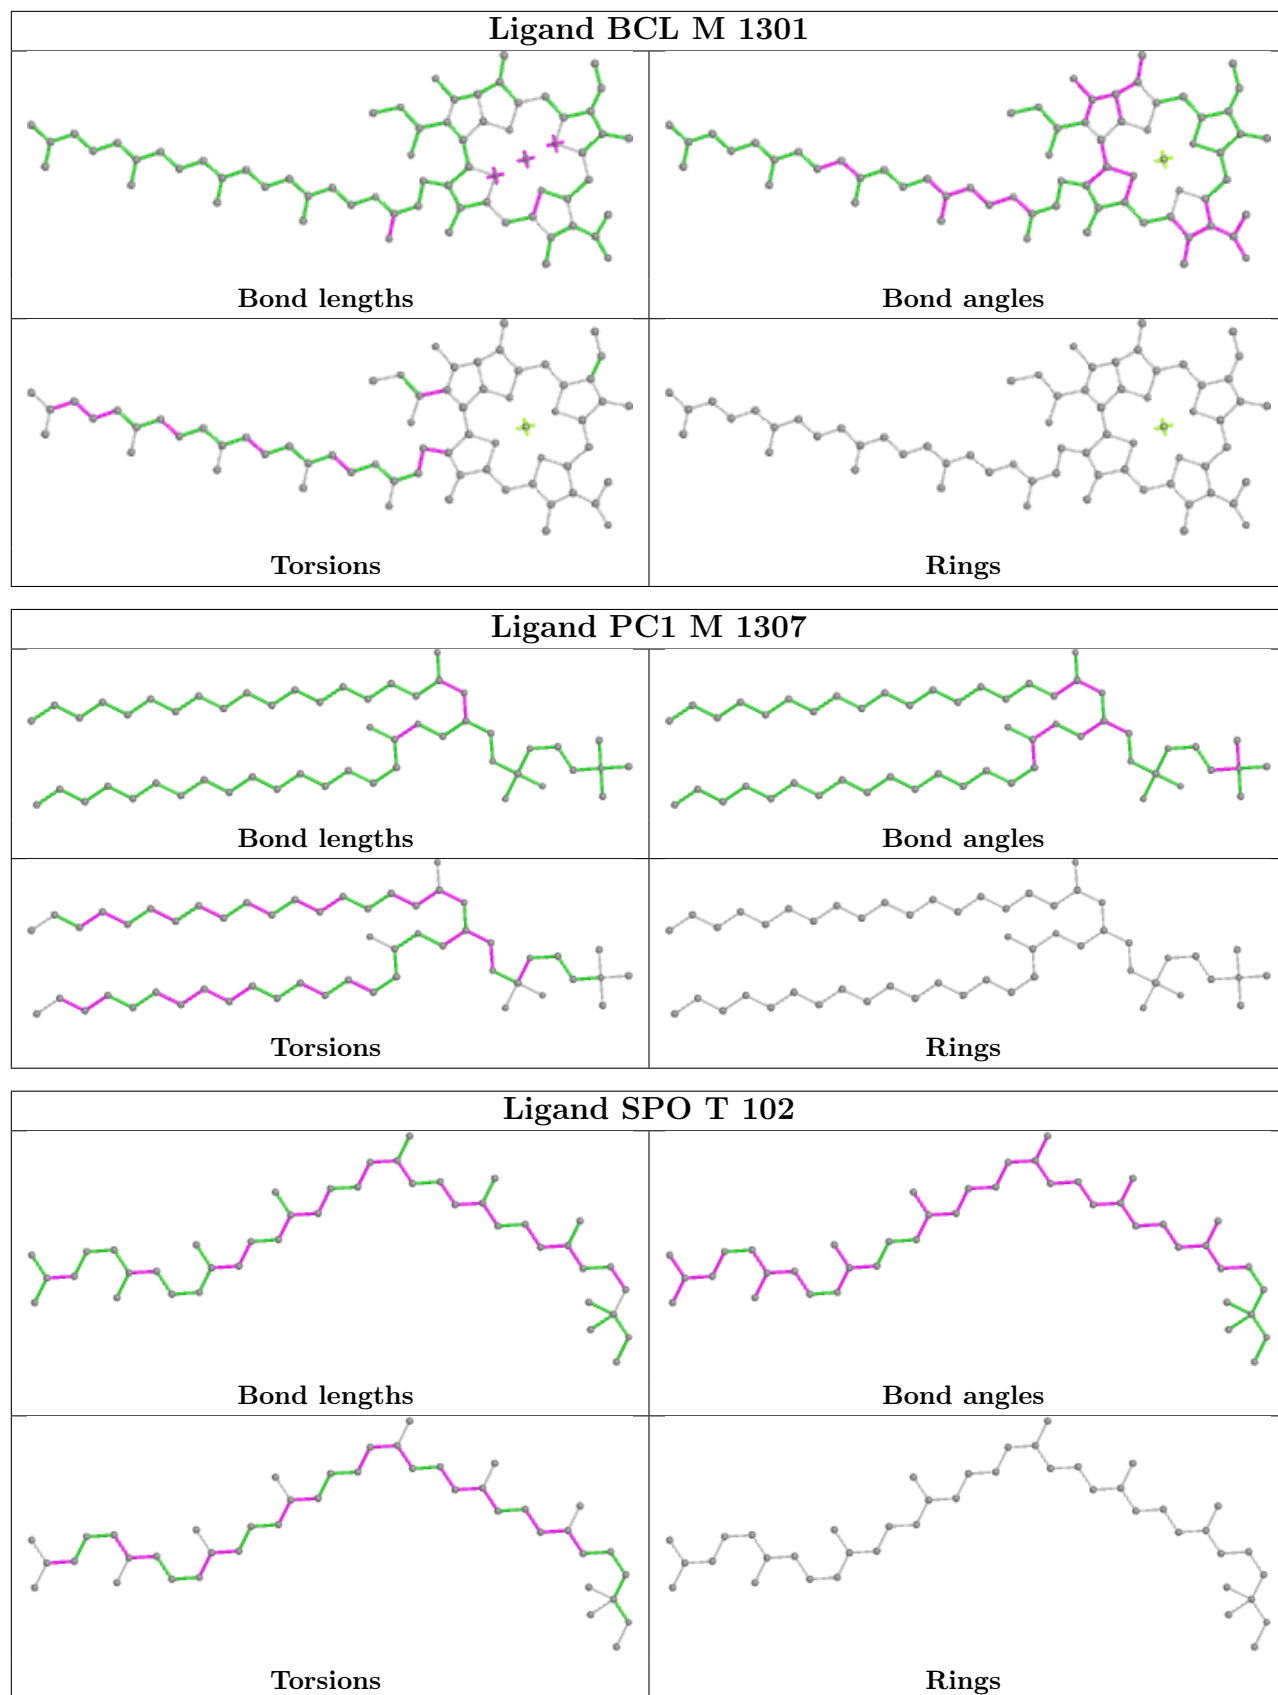 Ligand BCL M 1301
Bond lengths
Bond angles
Torsions
Rings
Ligand PC1 M 1307
Bond lengths
Bond angles
Torsions
Rings
Ligand SPO T 102
Bond lengths
Bond angles
Torsions
Rings